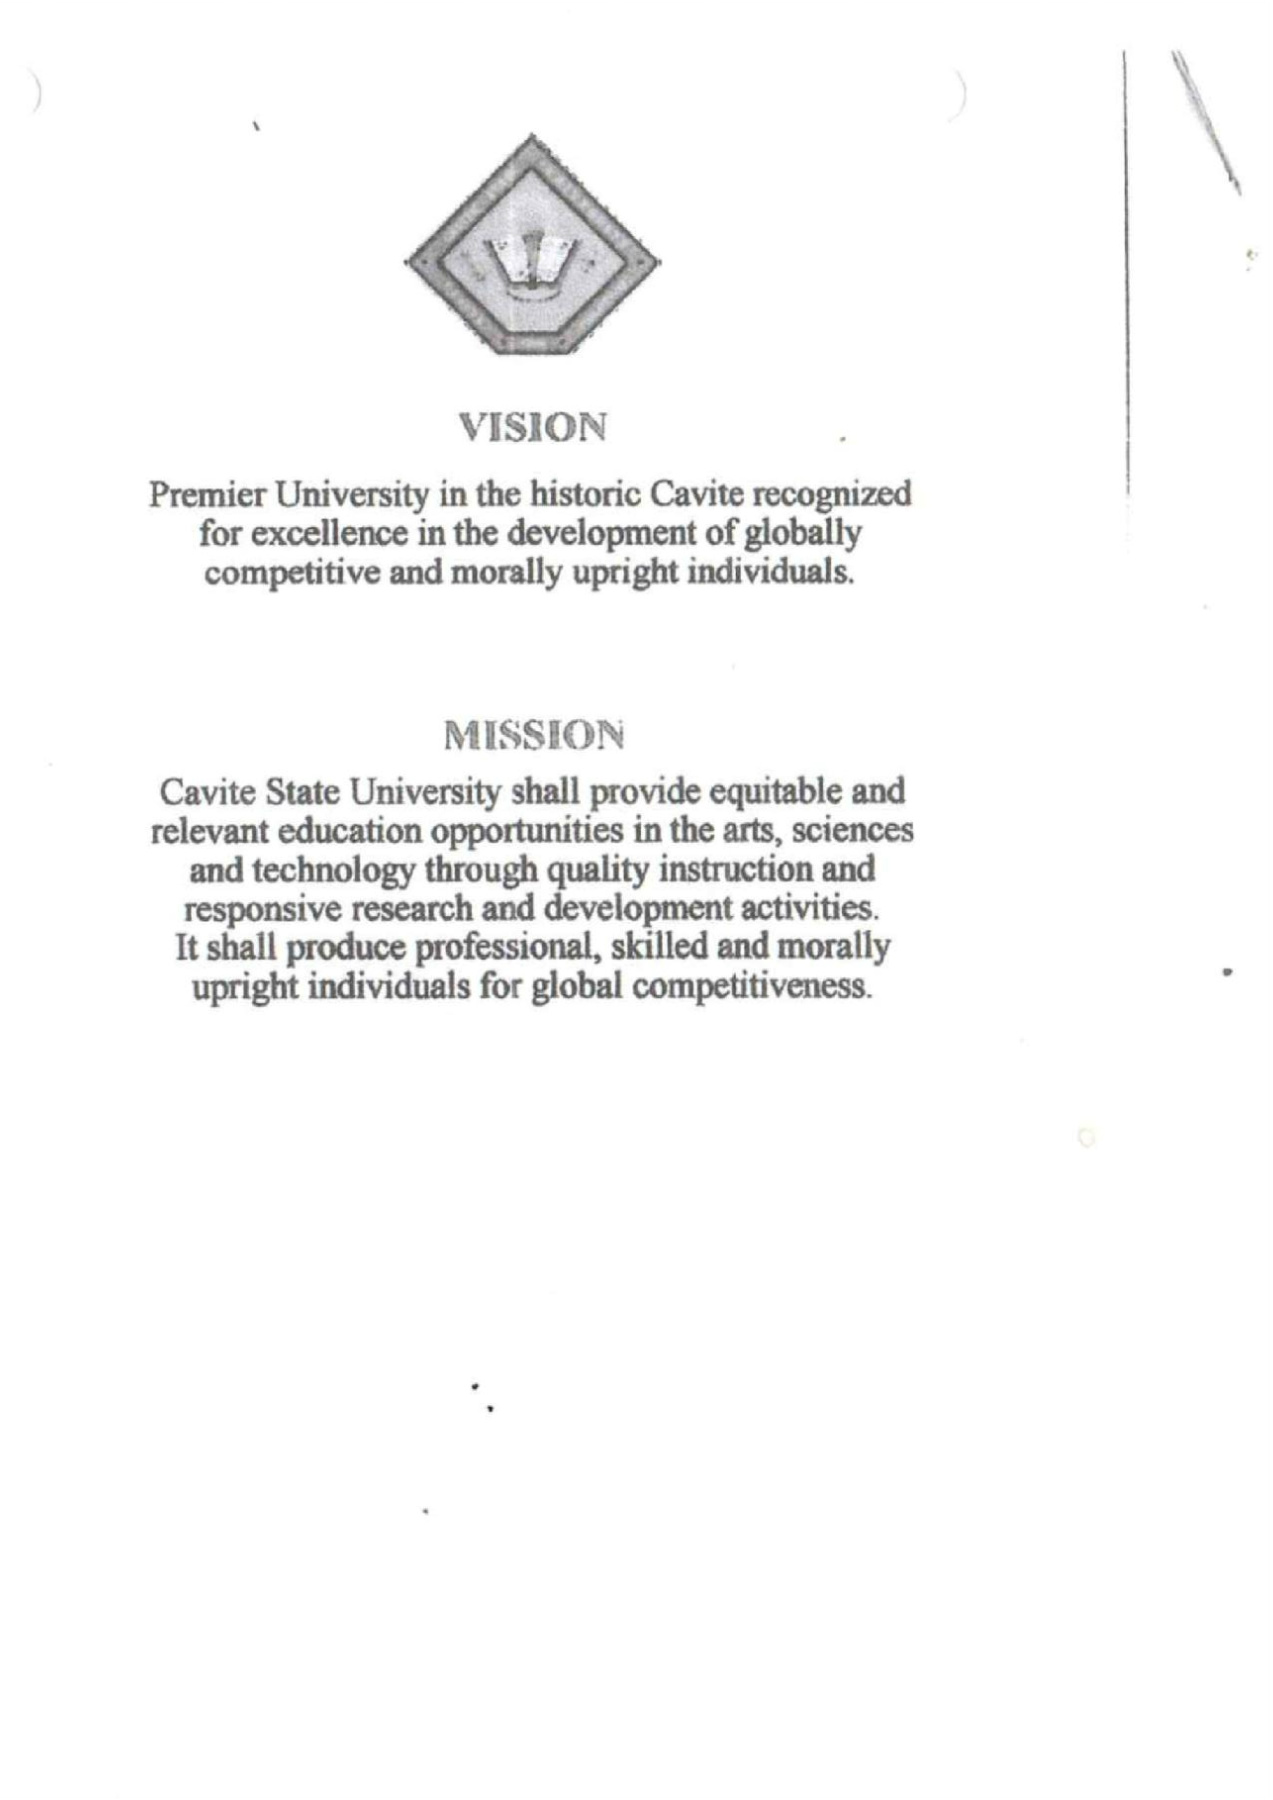 VISION
Premier University in the historic Cavite recognized
for excellence in the development of globally
competitive and morally upright individuals.
MISSION
Cavite State University shall provide equitable and
relevant education opportunities in the arts, sciences
and technology through quality instruction and
responsive research and development activities.
It shall produce professional, skilled and morally
upright individuals for global competitiveness.